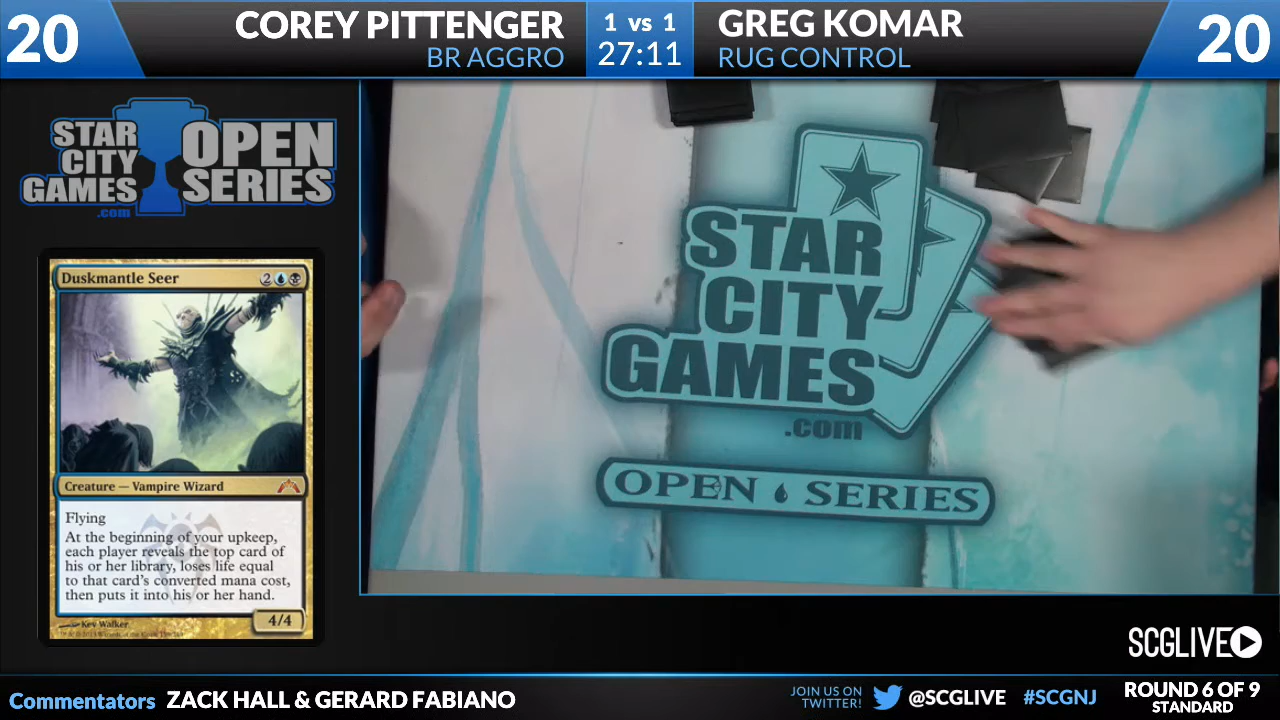 20
COREY PITTENGER
BR AGGRO
1 vs 1
27:11
GREG KOMAR
RUG CONTROL
20
STAR
CITY
GAMES
.com
OPEN
SERIES
Duskmantle Seer 2
Creature — Vampire Wizard
Flying
At the beginning of your upkeep,
each player reveals the top card of
his or her library, loses life equal
to that card's converted mana cost,
then puts it into his or her hand.
Kev Walker
4/4
STAR
CITY
GAMES
.com
OPEN SERIES
SCGLIVE
Commentators ZACK HALL & GERARD FABIANO
JOIN US ON
TWITTER!
@SCGLIVE #SCGNJ
ROUND 6 OF 9
STANDARD